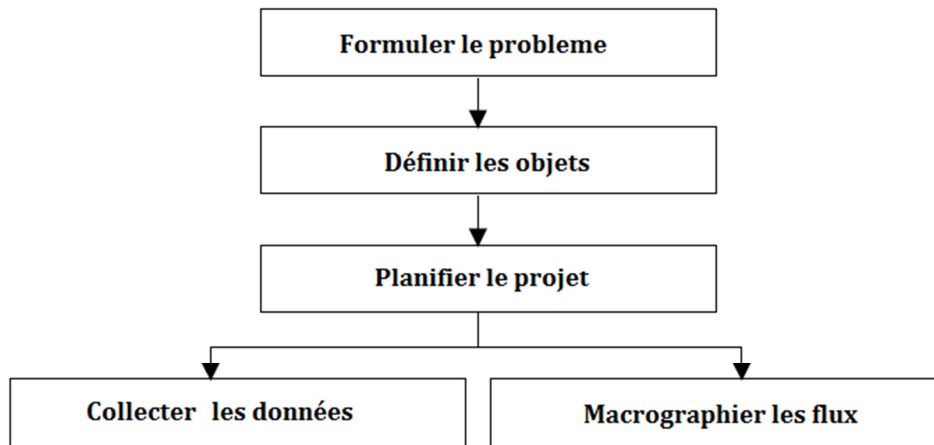 Formuler le probleme
Définir les objets
Planifier le projet
Collecter les données
Macrographier les flux